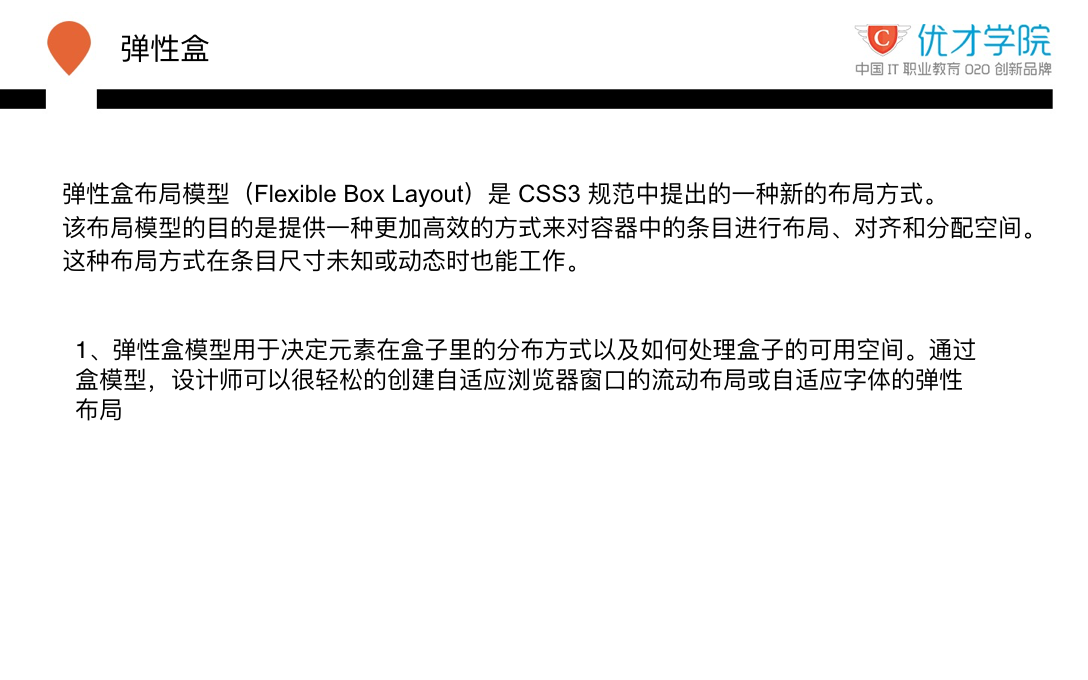 弹性盒
C
优才学院
中国 IT 职业教育 O2O 创新品牌
弹性盒布局模型（Flexible Box Layout）是 CSS3 规范中提出的一种新的布局方式。
该布局模型的目的是提供一种更加高效的方式来对容器中的条目进行布局、对齐和分配空间。
这种布局方式在条目尺寸未知或动态时也能工作。
1、弹性盒模型用于决定元素在盒子里的分布方式以及如何处理盒子的可用空间。通过
盒模型，设计师可以很轻松的创建自适应浏览器窗口的流动布局或自适应字体的弹性
布局